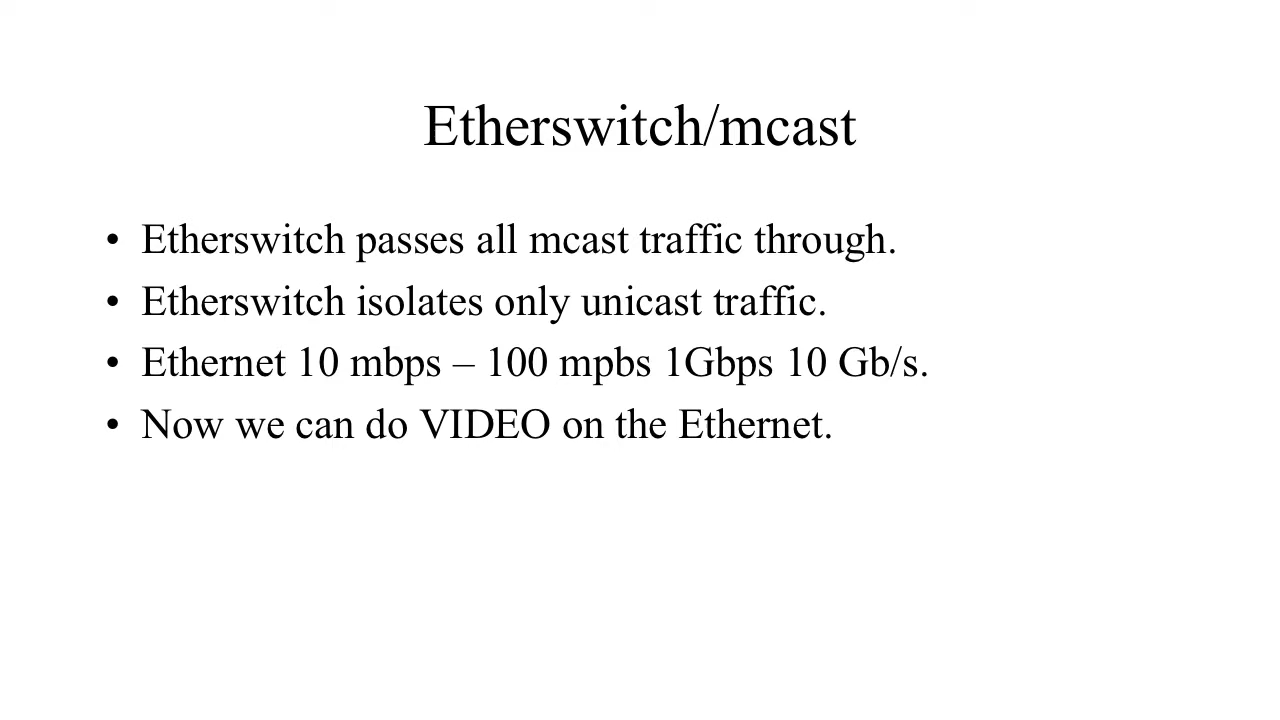 Etherswitch/mcast
• Etherswitch passes all mcast traffic through.
• Etherswitch isolates only unicast traffic.
• Ethernet 10 mbps – 100 mpbs 1Gbps 10 Gb/s.
• Now we can do VIDEO on the Ethernet.